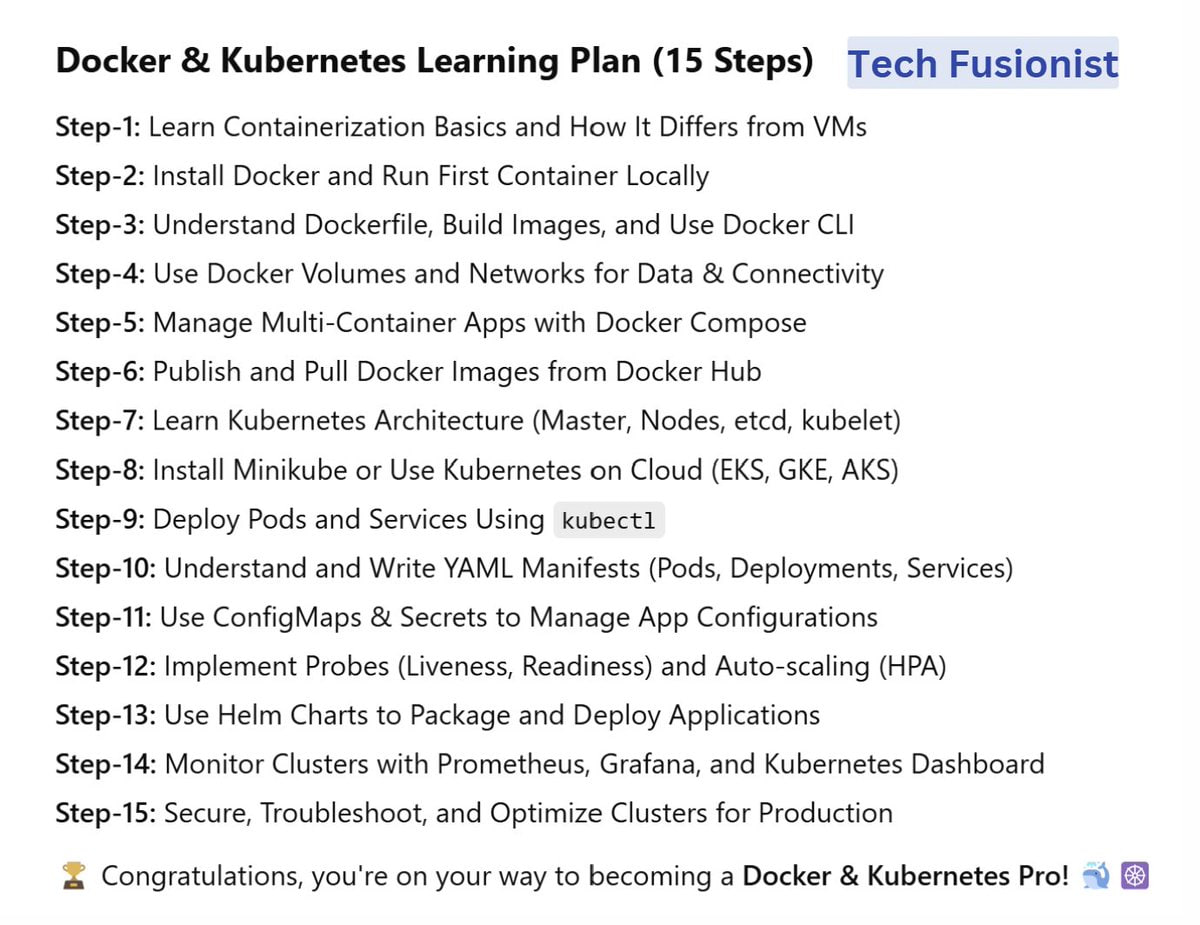 Docker & Kubernetes Learning Plan (15 Steps) Tech Fusionist
Step-1: Learn Containerization Basics and How It Differs from VMs
Step-2: Install Docker and Run First Container Locally
Step-3: Understand Dockerfile, Build Images, and Use Docker CLI
Step-4: Use Docker Volumes and Networks for Data & Connectivity
Step-5: Manage Multi-Container Apps with Docker Compose
Step-6: Publish and Pull Docker Images from Docker Hub
Step-7: Learn Kubernetes Architecture (Master, Nodes, etcd, kubelet)
Step-8: Install Minikube or Use Kubernetes on Cloud (EKS, GKE, AKS)
Step-9: Deploy Pods and Services Using kubectl
Step-10: Understand and Write YAML Manifests (Pods, Deployments, Services)
Step-11: Use ConfigMaps & Secrets to Manage App Configurations
Step-12: Implement Probes (Liveness, Readiness) and Auto-scaling (HPA)
Step-13: Use Helm Charts to Package and Deploy Applications
Step-14: Monitor Clusters with Prometheus, Grafana, and Kubernetes Dashboard
Step-15: Secure, Troubleshoot, and Optimize Clusters for Production
🏆 Congratulations, you're on your way to becoming a Docker & Kubernetes Pro! 🐳 ☸️